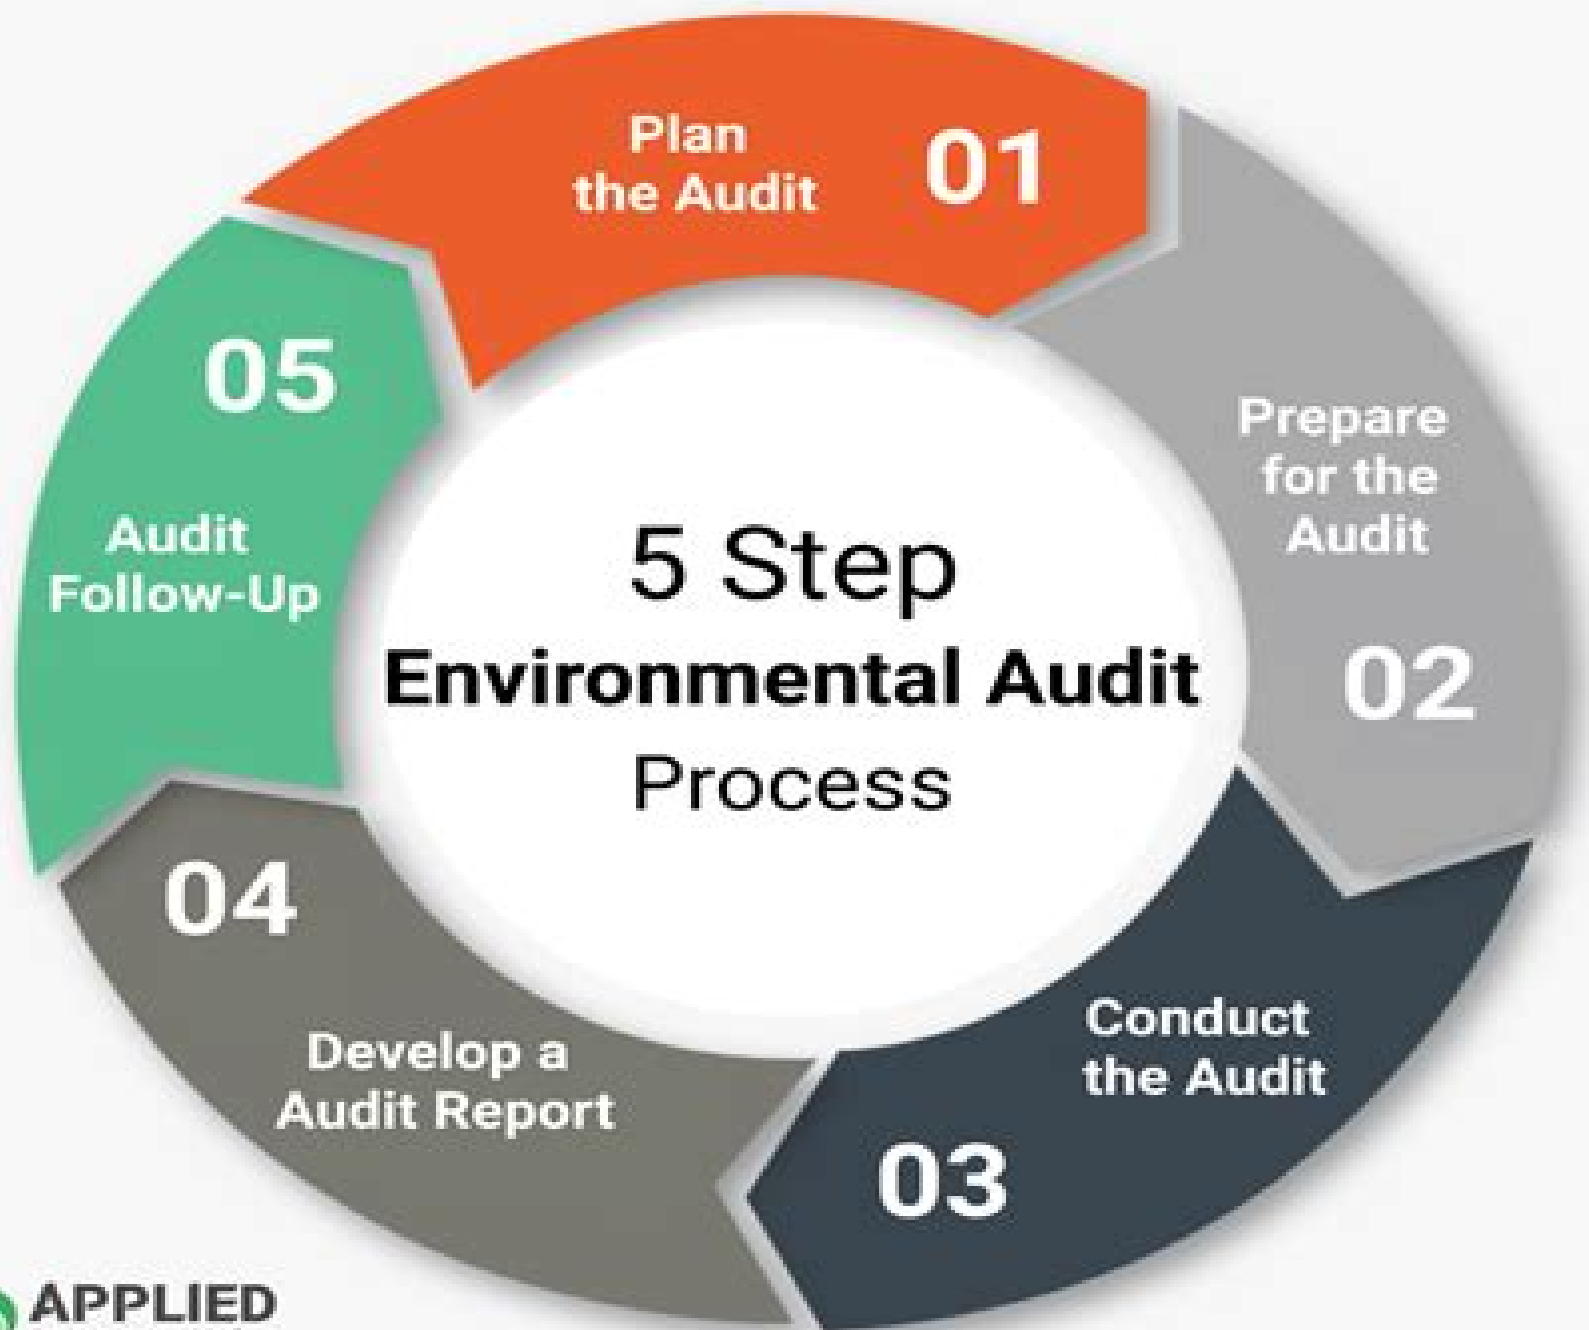 Plan
the Audit
01
Prepare
for the
Audit
02
Conduct
the Audit
03
04
Develop a
Audit Report
05
Audit
Follow-Up
5 Step
Environmental Audit
Process
APPLIED